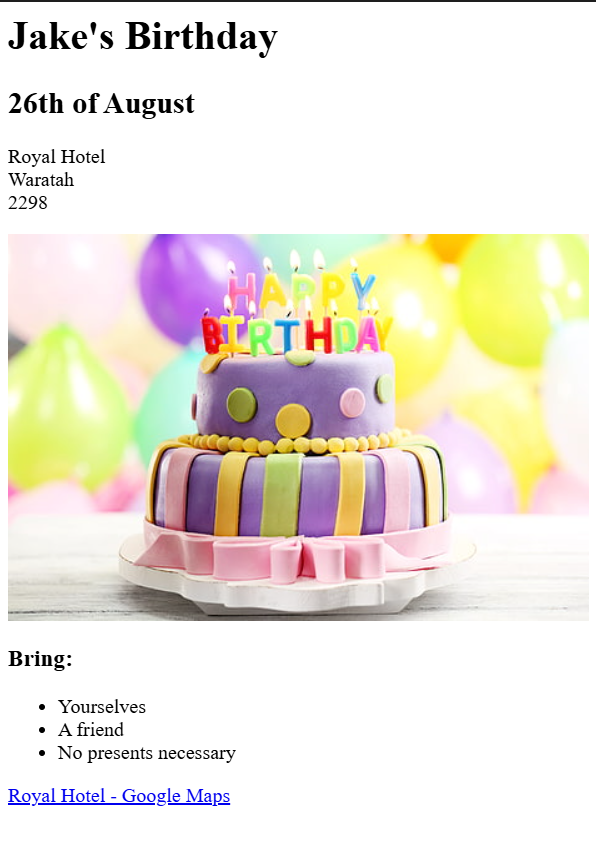 Jake's Birthday
26th of August
Royal Hotel
Waratah
2298
HAPPY
BIRTHDAY
Bring:
Yourselves
A friend
No presents necessary
Royal Hotel - Google Maps